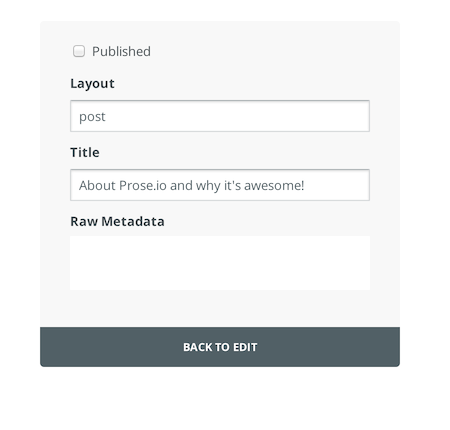 Published
Layout
post
Title
About Prose.io and why it's awesome!
Raw Metadata
BACK TO EDIT